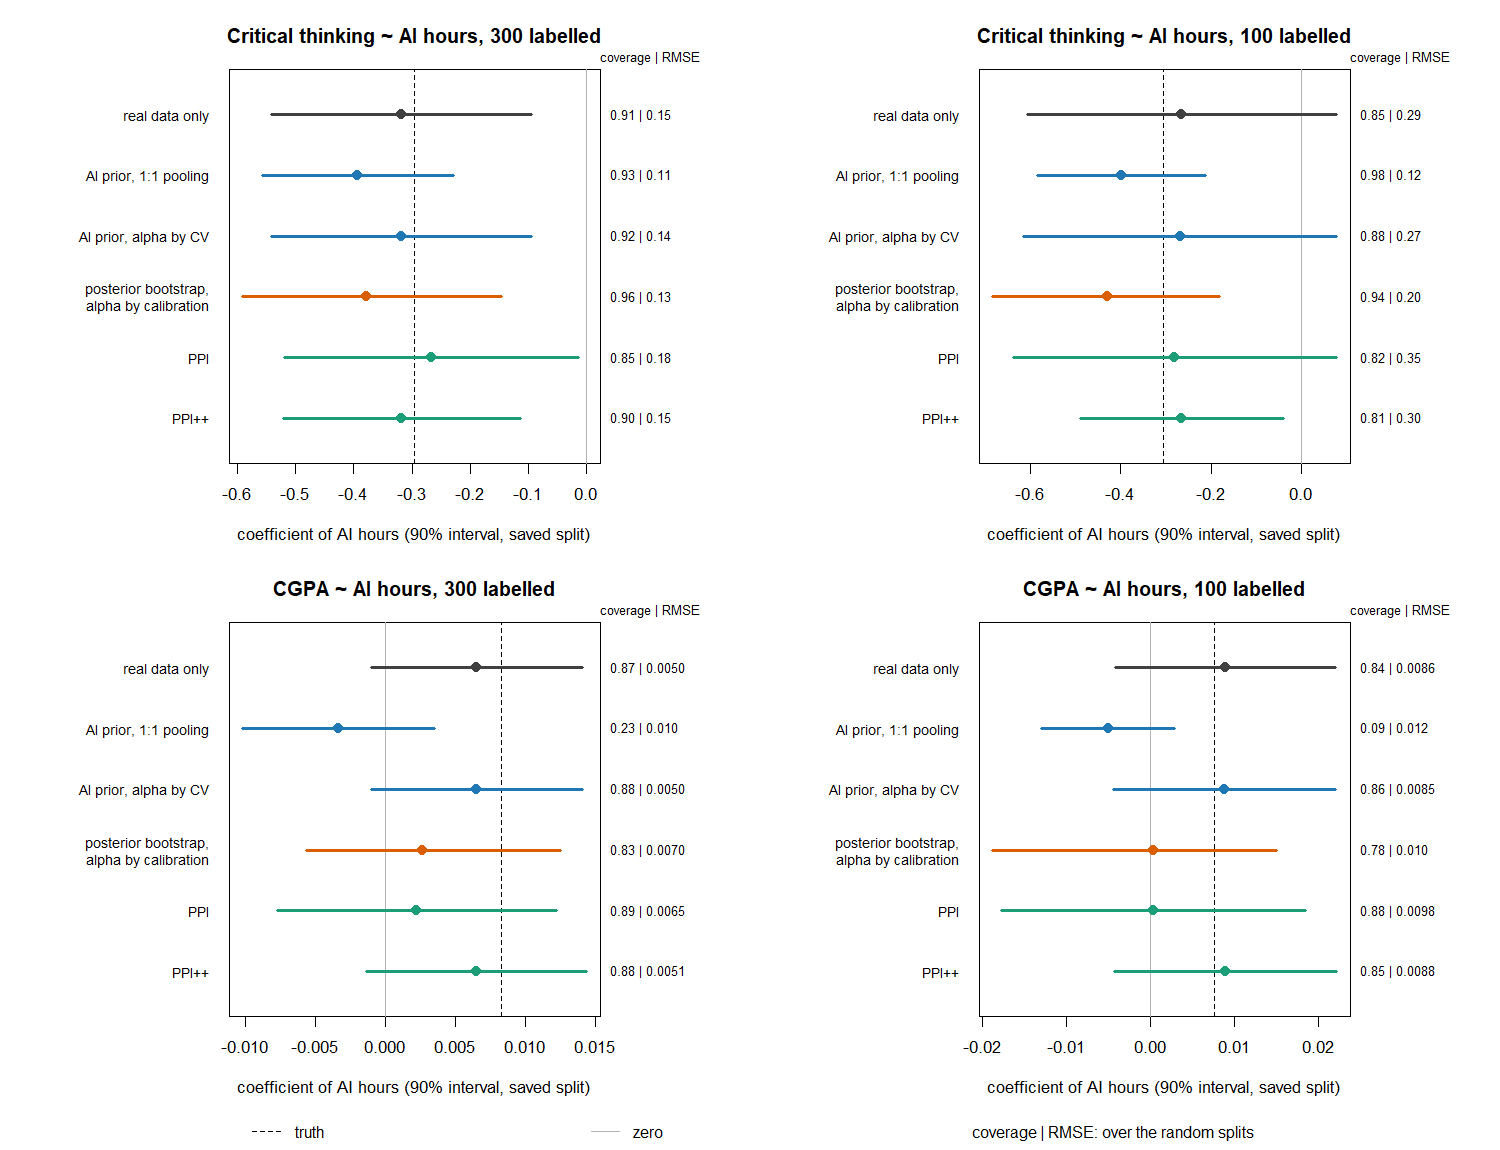 Critical thinking ~ AI hours, 300 labelled
coverage | RMSE
real data only
0.91 | 0.15
AI prior, 1:1 pooling
0.93 | 0.11
AI prior, alpha by CV
0.92 | 0.14
posterior bootstrap,
alpha by calibration
0.96 | 0.13
PPI
0.85 | 0.18
PPI++
0.90 | 0.15
-0.6 -0.5 -0.4 -0.3 -0.2 -0.1 0.0
coefficient of AI hours (90% interval, saved split)
Critical thinking ~ AI hours, 100 labelled
coverage | RMSE
real data only
0.85 | 0.29
AI prior, 1:1 pooling
0.98 | 0.12
AI prior, alpha by CV
0.88 | 0.27
posterior bootstrap,
alpha by calibration
0.94 | 0.20
PPI
0.82 | 0.35
PPI++
0.81 | 0.30
-0.6 -0.4 -0.2 0.0
coefficient of AI hours (90% interval, saved split)
CGPA ~ AI hours, 300 labelled
coverage | RMSE
real data only
0.87 | 0.0050
AI prior, 1:1 pooling
0.23 | 0.010
AI prior, alpha by CV
0.88 | 0.0050
posterior bootstrap,
alpha by calibration
0.83 | 0.0070
PPI
0.89 | 0.0065
PPI++
0.88 | 0.0051
-0.010 -0.005 0.000 0.005 0.010 0.015
coefficient of AI hours (90% interval, saved split)
CGPA ~ AI hours, 100 labelled
coverage | RMSE
real data only
0.84 | 0.0086
AI prior, 1:1 pooling
0.09 | 0.012
AI prior, alpha by CV
0.86 | 0.0085
posterior bootstrap,
alpha by calibration
0.78 | 0.010
PPI
0.88 | 0.0098
PPI++
0.85 | 0.0088
-0.02 -0.01 0.00 0.01 0.02
coefficient of AI hours (90% interval, saved split)
truth
zero
coverage | RMSE: over the random splits